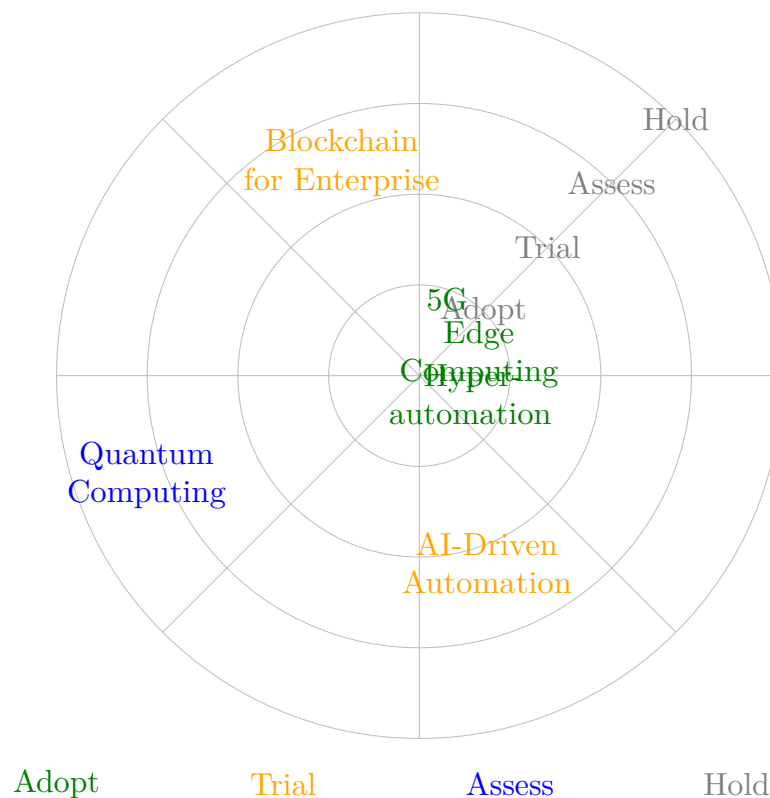 Hold
Blockchain
for Enterprise
Assess
Trial
5G
Adopt
Edge
Computing
Hyper-
automation
Quantum
Computing
AI-Driven
Automation
Adopt
Trial
Assess
Hold